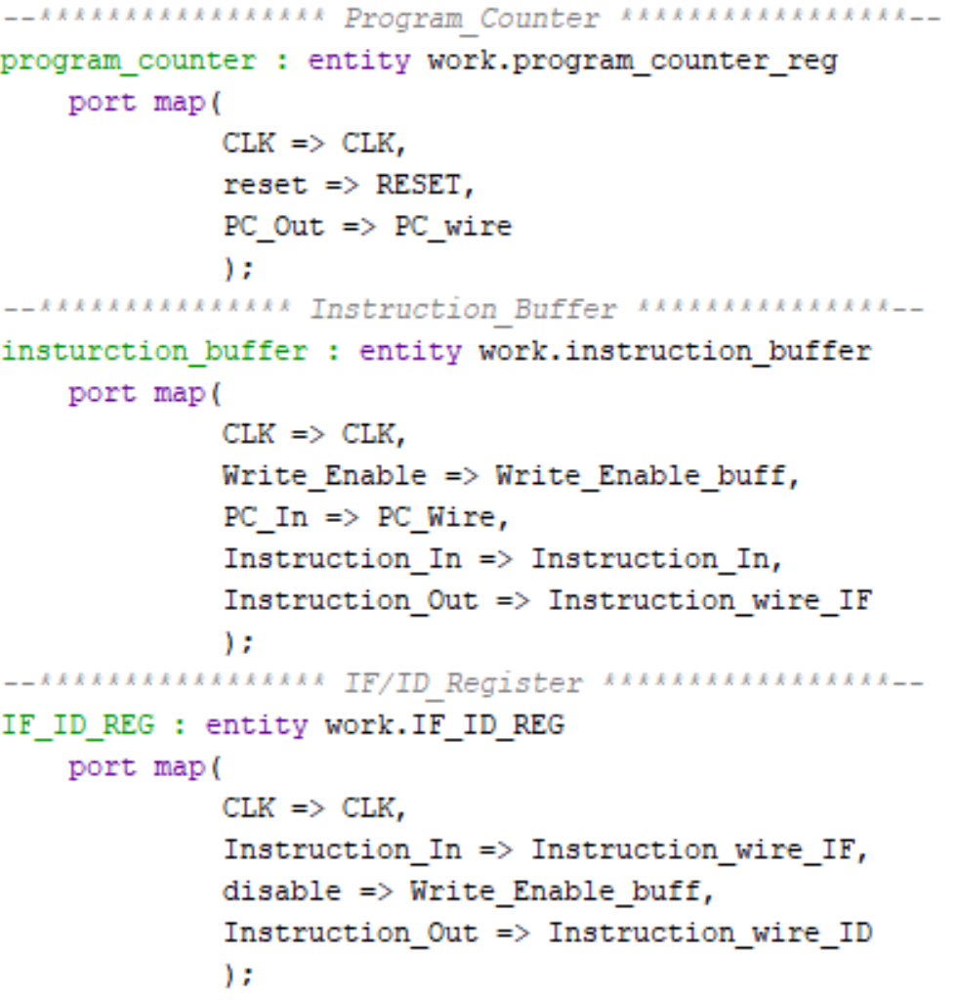 --***************** Program_Counter *****************--
program_counter : entity work.program_counter_reg
    port map(
             CLK => CLK,
             reset => RESET,
             PC_Out => PC_wire
             );
--*************** Instruction_Buffer ***************--
insturction_buffer : entity work.instruction_buffer
    port map(
             CLK => CLK,
             Write_Enable => Write_Enable_buff,
             PC_In => PC_Wire,
             Instruction_In => Instruction_In,
             Instruction_Out => Instruction_wire_IF
             );
--***************** IF/ID_Register *****************--
IF_ID_REG : entity work.IF_ID_REG
    port map(
             CLK => CLK,
             Instruction_In => Instruction_wire_IF,
             disable => Write_Enable_buff,
             Instruction_Out => Instruction_wire_ID
             );